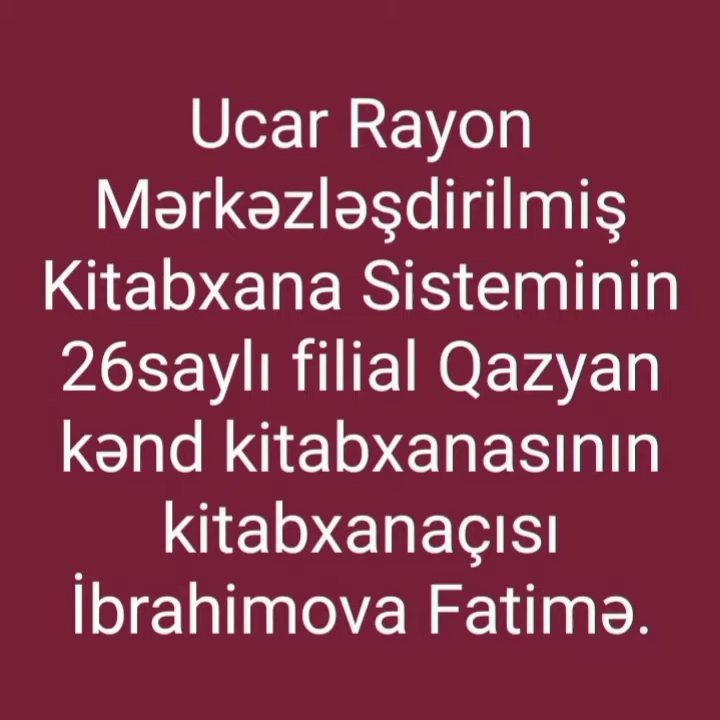 Ucar Rayon
Mərkəzləşdirilmiş
Kitabxana Sisteminin
26saylı filial Qazyan
kənd kitabxanasının
kitabxanaçısı
İbrahimova Fatimə.